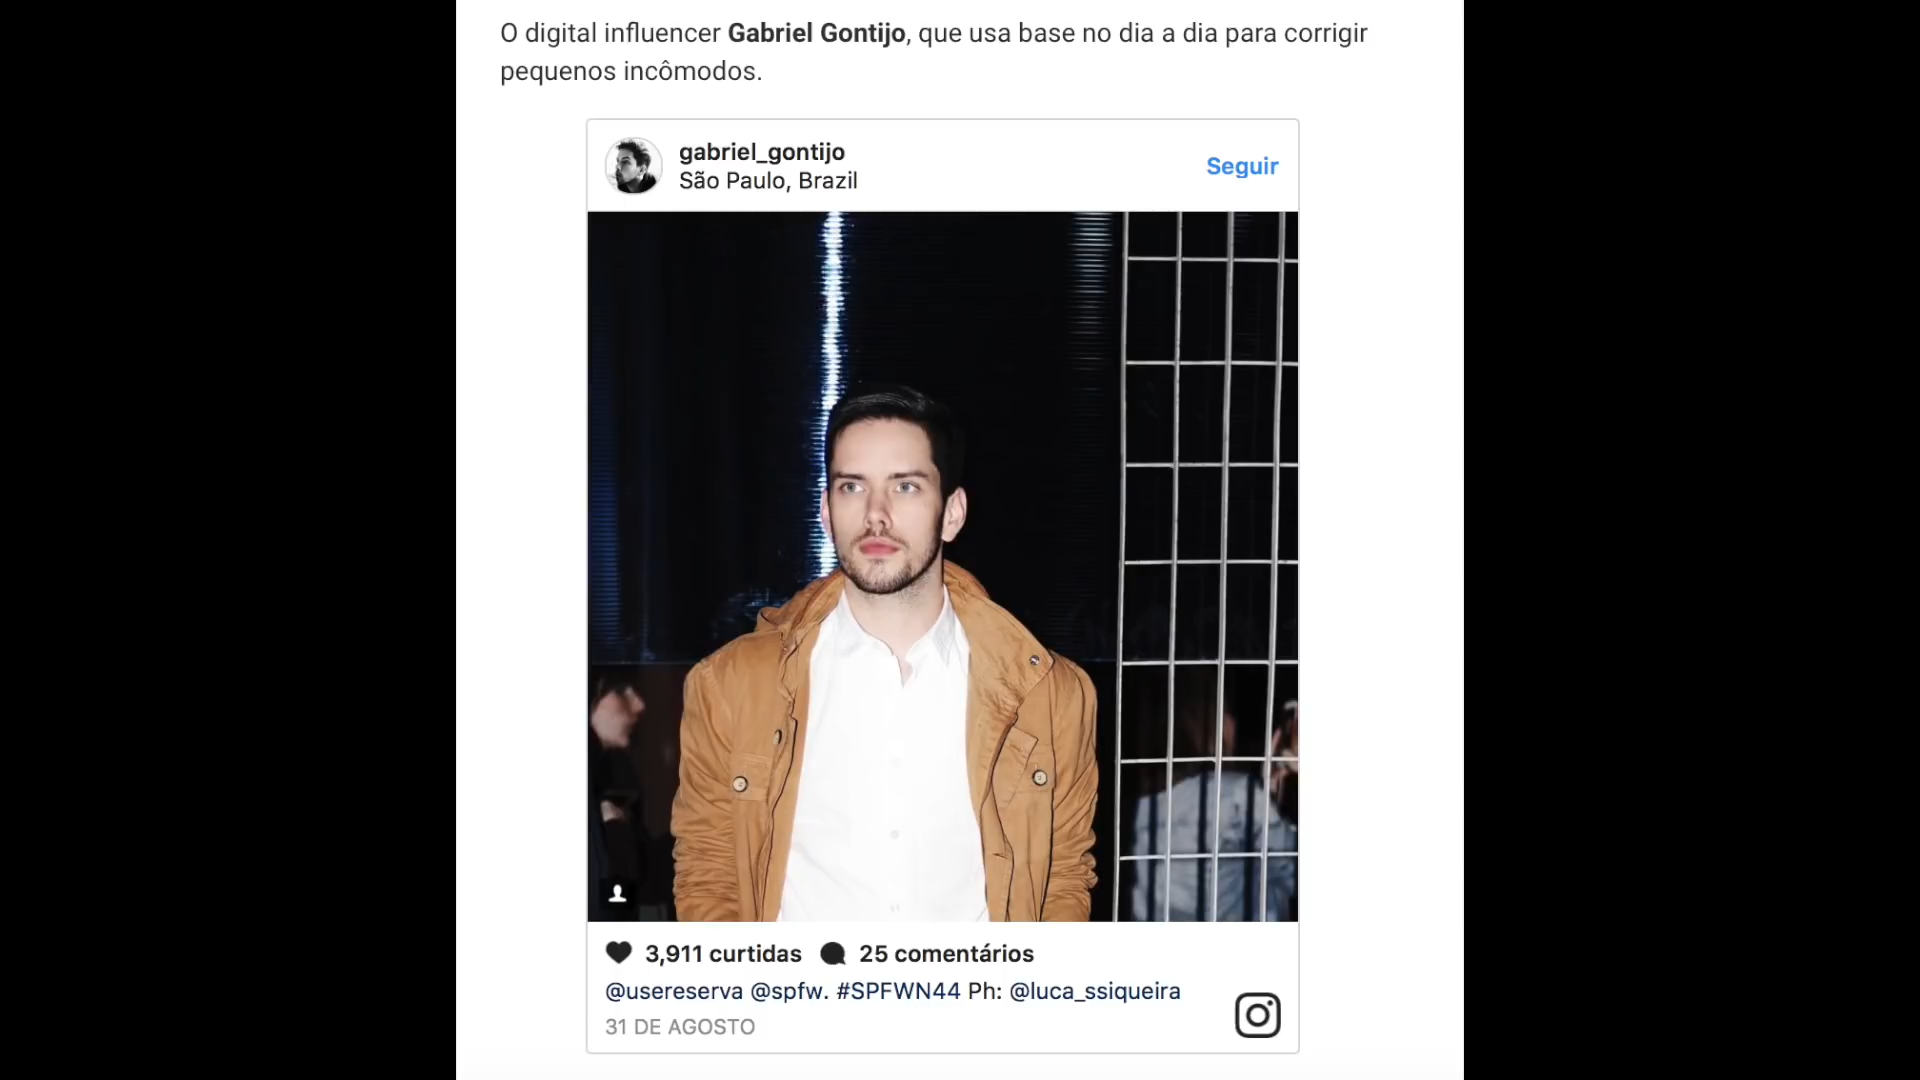 O digital influencer Gabriel Gontijo, que usa base no dia a dia para corrigir
pequenos incômodos.
gabriel_gontijo
São Paulo, Brazil
Seguir
3,911 curtidas 25 comentários
@usereserva @spfw. #SPFWN44 Ph: @luca_ssiqueira
31 DE AGOSTO